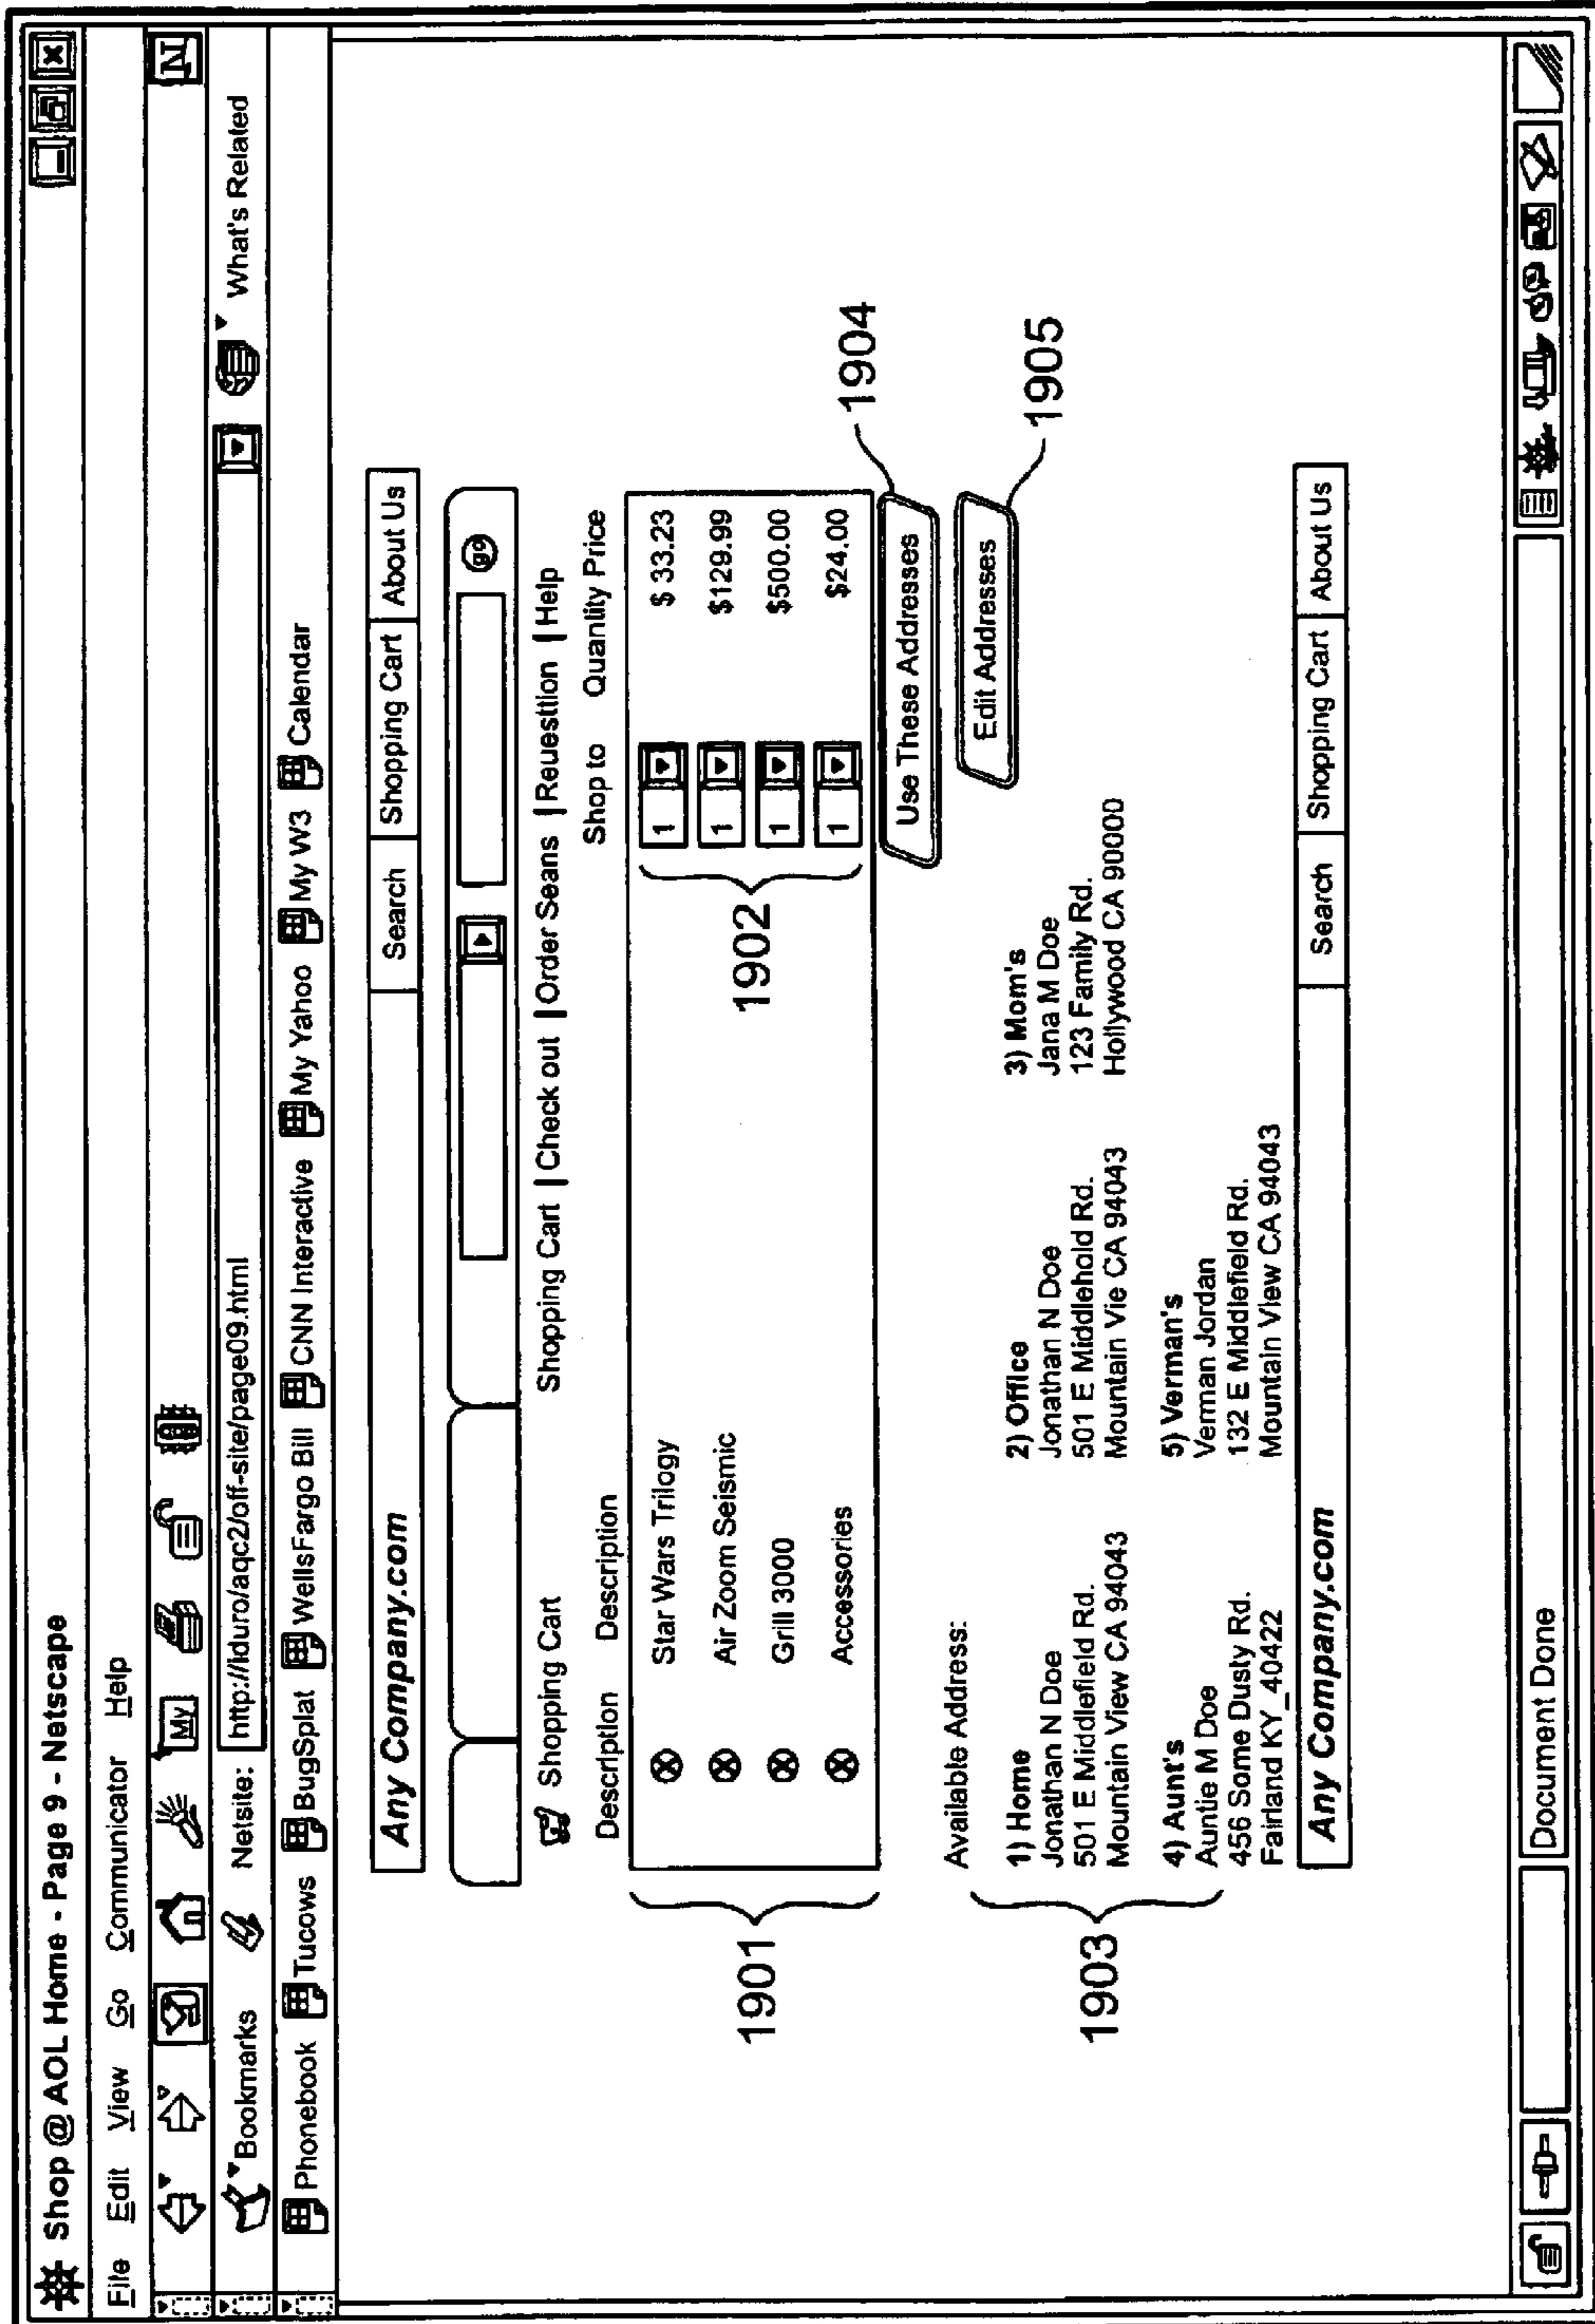 Shop @ AOL Home - Page 9 - Netscape
File Edit View Go Communicator Help
My N
Bookmarks Netsite: http://lduro/aqc2/off-site/page09.html What's Related
Phonebook Tucows BugSplat WellsFargo Bill CNN Interactive My Yahoo My W3 Calendar
Any Company.com Search Shopping Cart About Us
go
Shopping Cart Shopping Cart | Check out | Order Seans | Reuesttion | Help
Description Description Shop to Quantity Price
Star Wars Trilogy 1 $ 33.23
Air Zoom Seismic 1 $129.99
Grill 3000 1 $500.00
Accessories 1 $24.00
1901
1902
Use These Addresses
1904
Available Address:
Edit Addresses
1905
1903
1) Home 2) Office 3) Mom's
Jonathan N Doe Jonathan N Doe Jana M Doe
501 E Middlefield Rd. 501 E Middlehold Rd. 123 Family Rd.
Mountain View CA 94043 Mountain Vie CA 94043 Hollywood CA 90000
4) Aunt's 5) Verman's
Auntie M Doe Verman Jordan
456 Some Dusty Rd. 132 E Middlefield Rd.
Fairland KY_40422 Mountain View CA 94043
Any Company.com Search Shopping Cart About Us
Document Done